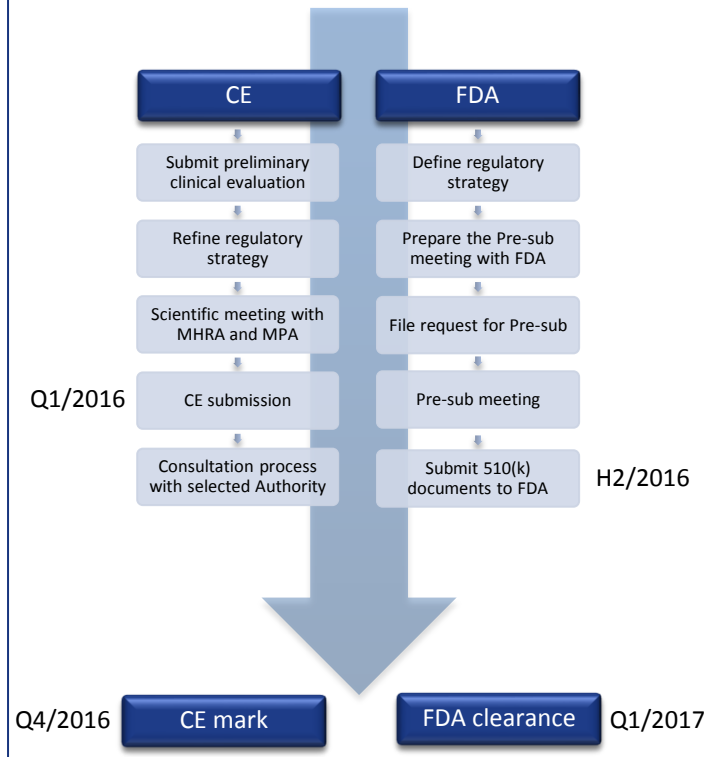 CE
FDA
Submit preliminary
clinical evaluation
Define regulatory
strategy
Refine regulatory
strategy
Prepare the Pre-sub
meeting with FDA
Scientific meeting with
MHRA and MPA
File request for Pre-sub
Q1/2016
CE submission
Pre-sub meeting
Consultation process
with selected Authority
Submit 510(k)
documents to FDA
H2/2016
Q4/2016
CE mark
FDA clearance
Q1/2017